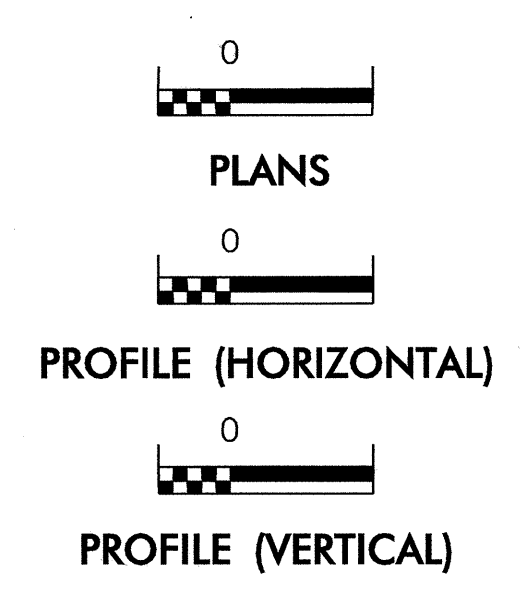 0
PLANS
0
PROFILE (HORIZONTAL)
0
PROFILE (VERTICAL)